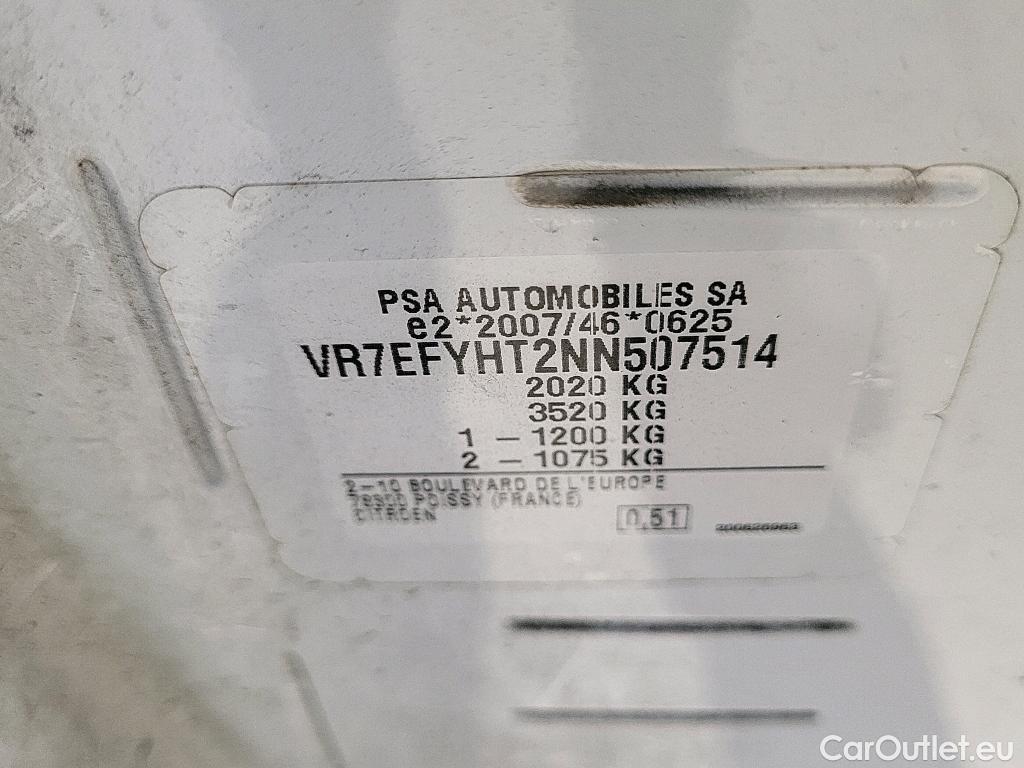 PSA AUTOMOBILES SA
e2*2007/46*0625
VR7EFYHT2NN507514
2020 KG
3520 KG
1 – 1200 KG
2 – 1075 KG
2–10 BOULEVARD DE L'EUROPE
78300 POISSY (FRANCE)
CITROEN
0,51
CarOutlet.eu